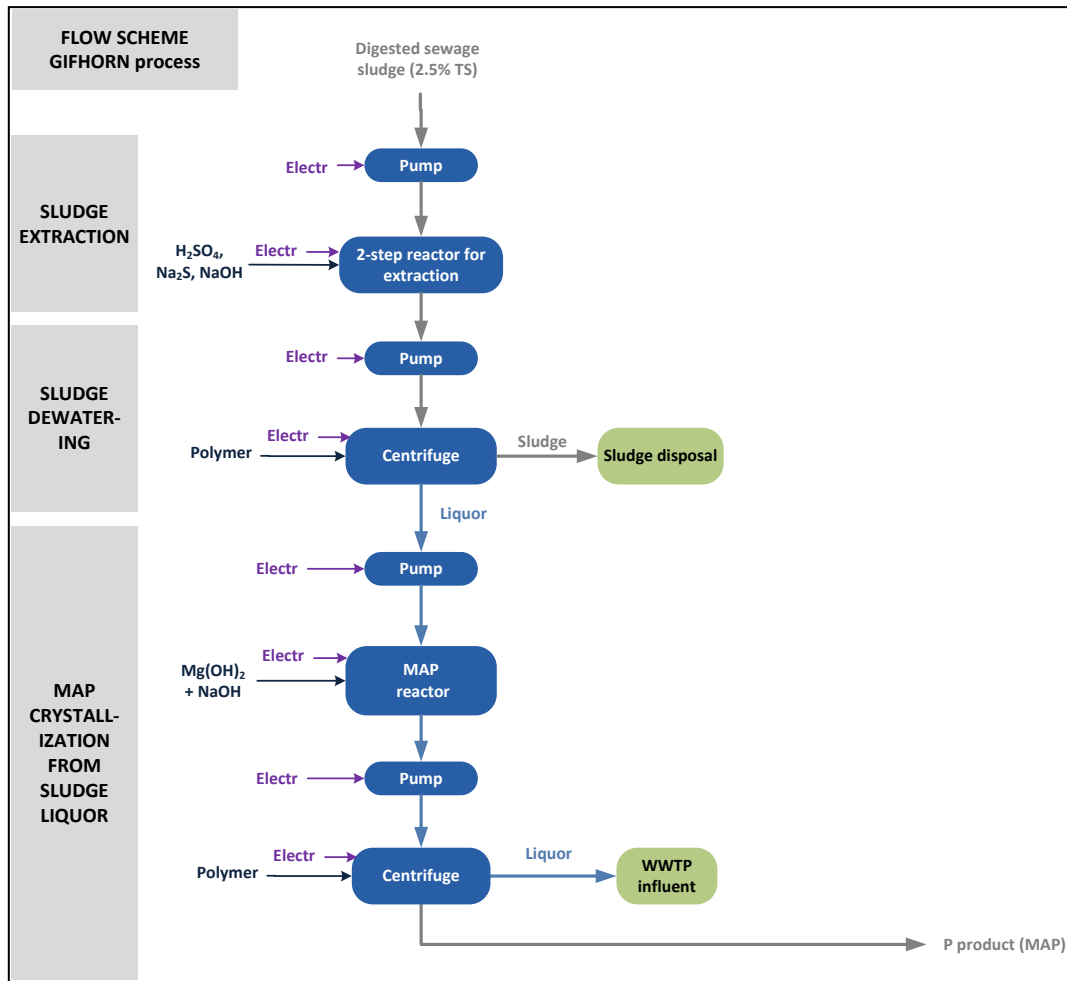 FLOW SCHEME
GIFHORN process
Digested sewage
sludge (2.5% TS)
Electr
Pump
SLUDGE
EXTRACTION
H₂SO₄,
Na₂S, NaOH
Electr
2-step reactor for
extraction
Electr
Pump
SLUDGE
DEWATER-
ING
Polymer
Electr
Centrifuge
Sludge
Sludge disposal
Liquor
Electr
Pump
MAP
CRYSTALL-
IZATION
FROM
SLUDGE
LIQUOR
Mg(OH)₂
+ NaOH
Electr
MAP
reactor
Electr
Pump
Polymer
Electr
Centrifuge
Liquor
WWTP
influent
P product (MAP)